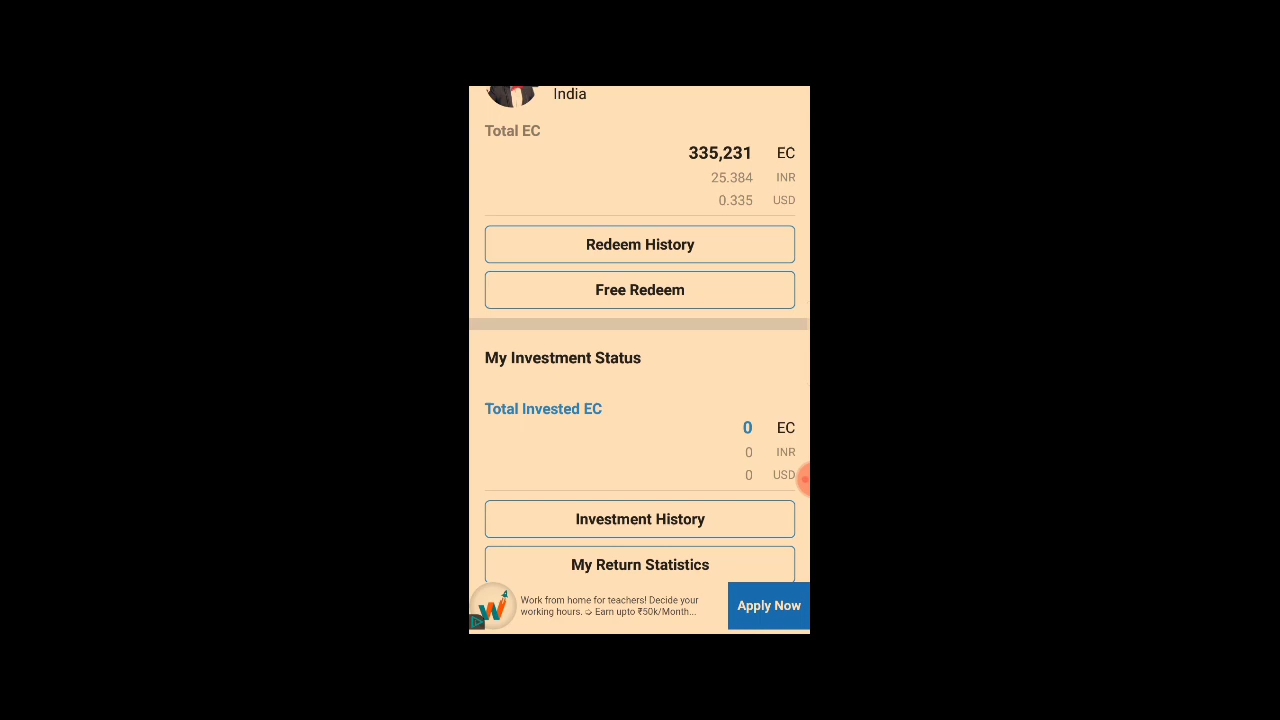 India
Total EC
335,231 EC
25.384 INR
0.335 USD
Redeem History
Free Redeem
My Investment Status
Total Invested EC
0 EC
0 INR
0 USD
Investment History
My Return Statistics
Work from home for teachers! Decide your
working hours. ➭ Earn upto ₹50k/Month...
Apply Now